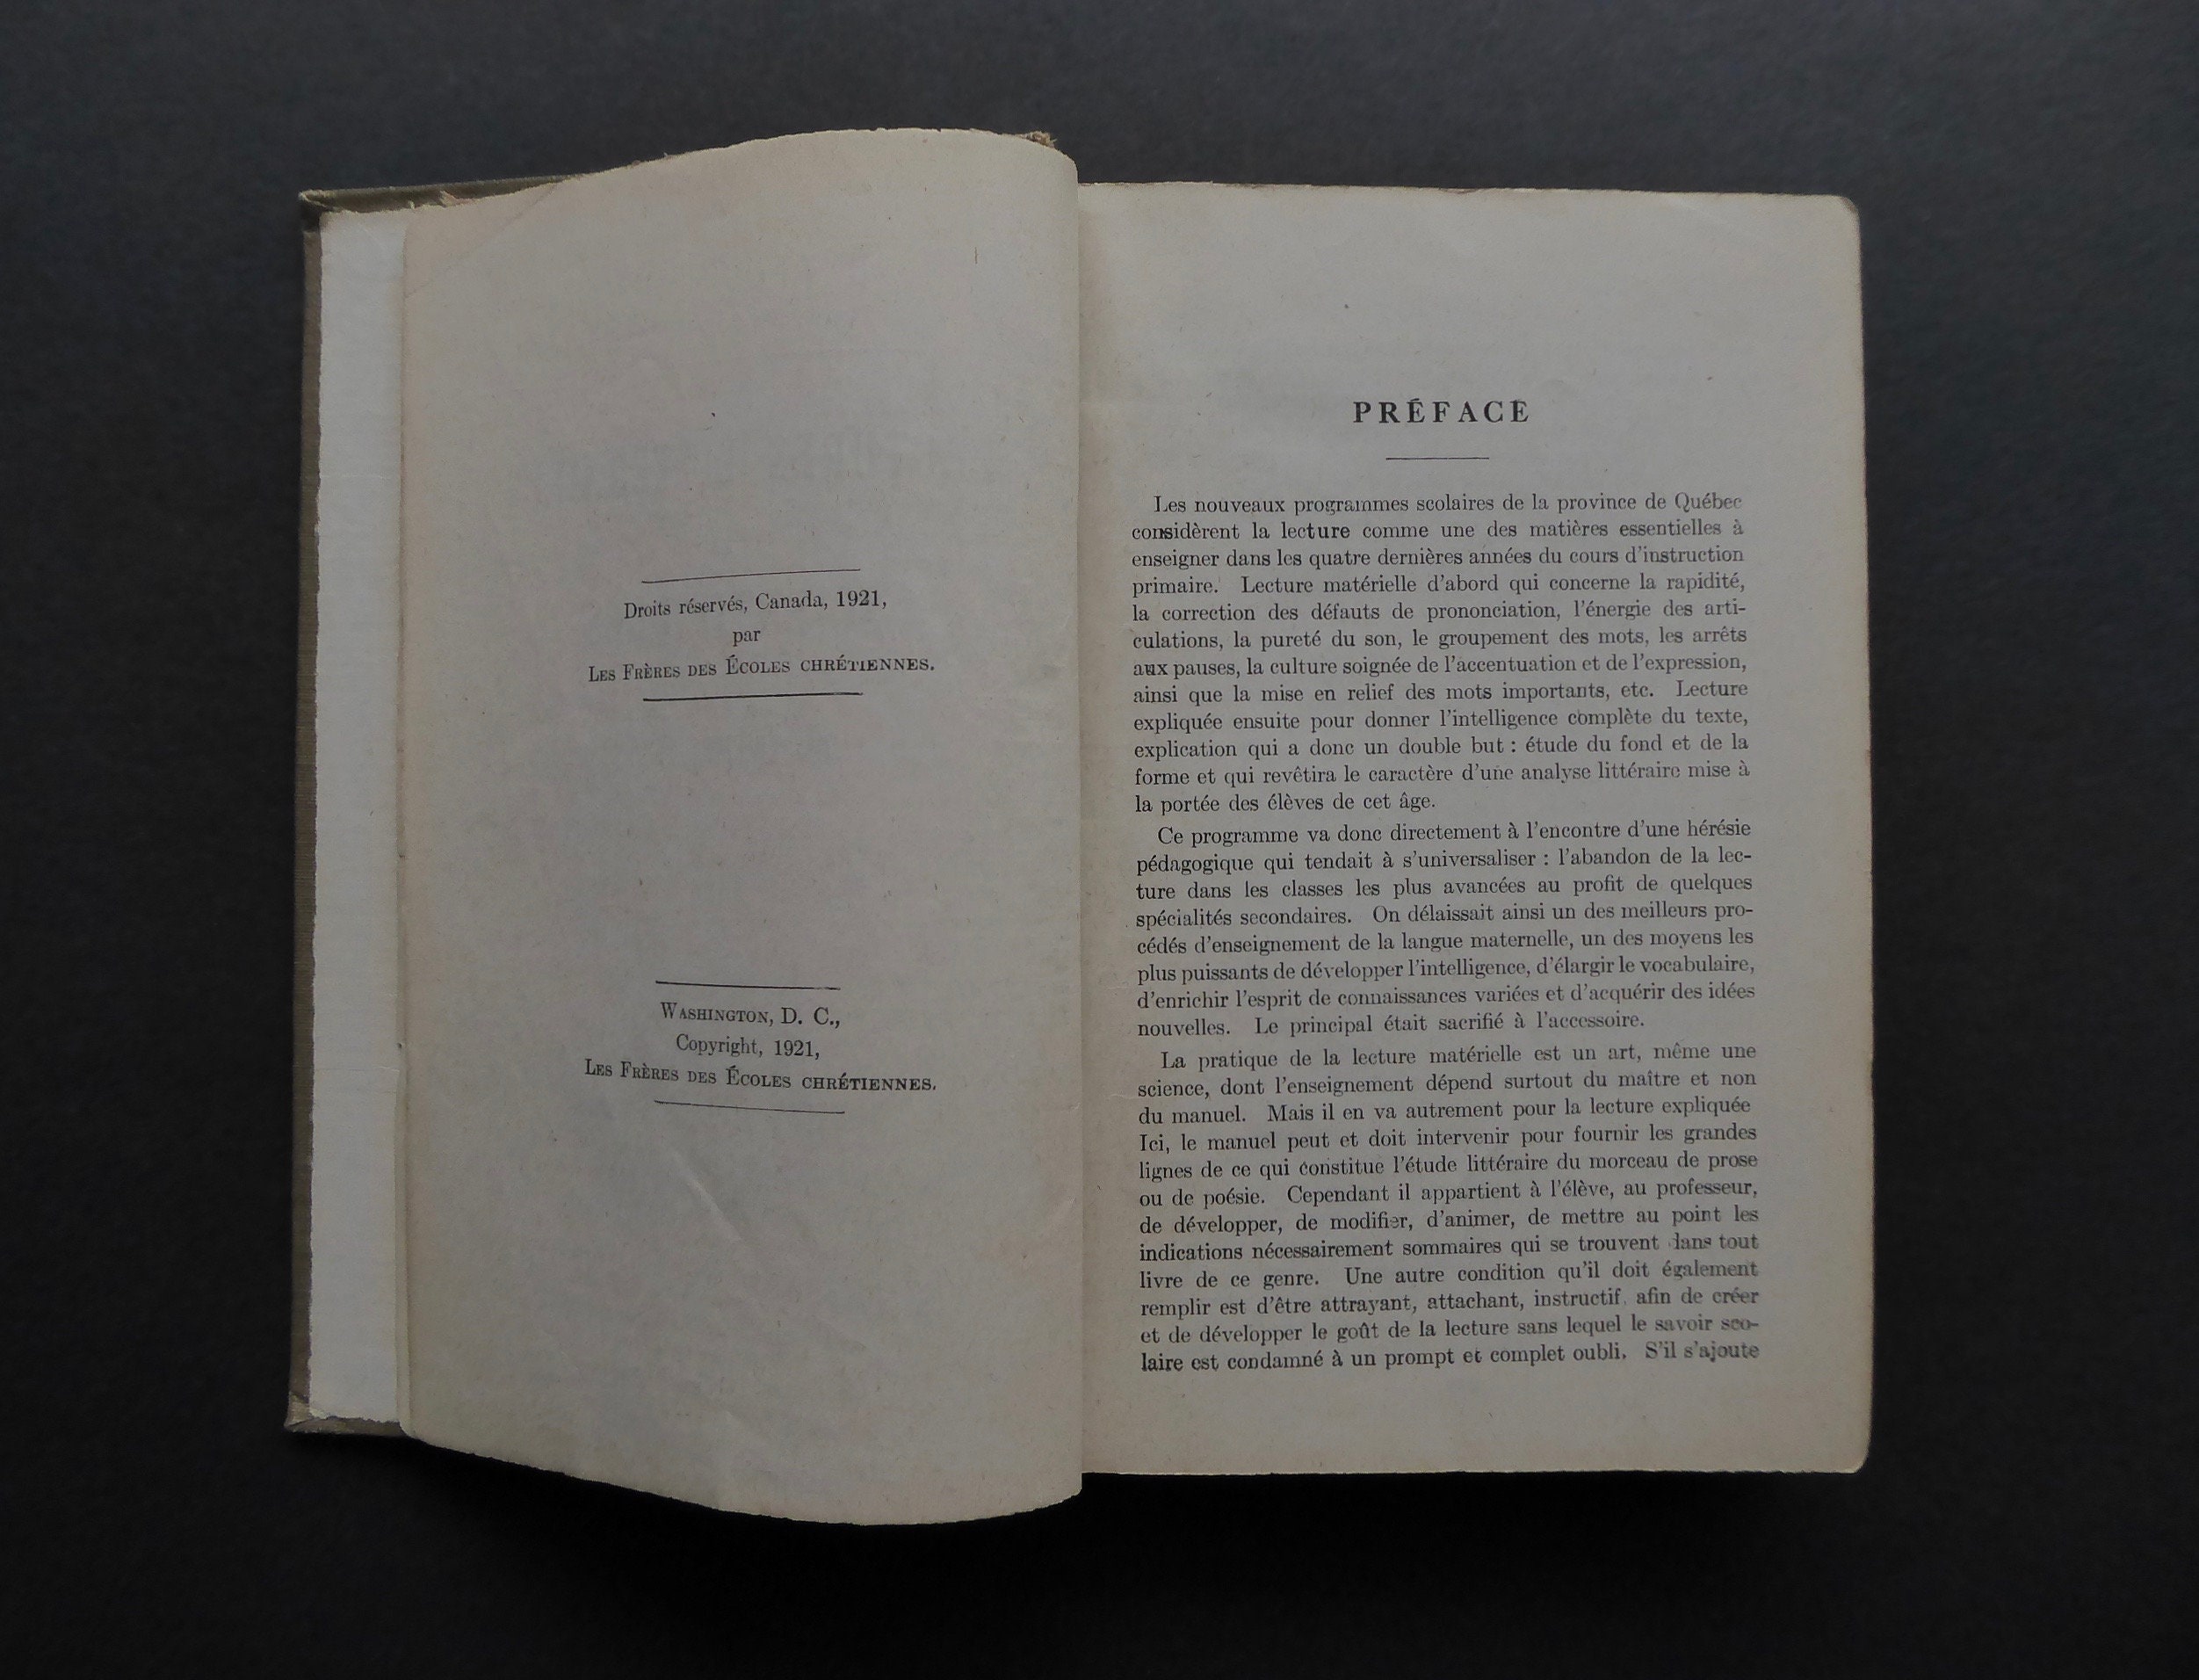 Droits réservés, Canada, 1921,
par
Les Frères des Écoles chrétiennes.
Washington, D. C.,
Copyright, 1921,
Les Frères des Écoles chrétiennes.
PRÉFACE
Les nouveaux programmes scolaires de la province de Québec
considèrent la lecture comme une des matières essentielles à
enseigner dans les quatre dernières années du cours d'instruction
primaire. Lecture matérielle d'abord qui concerne la rapidité,
la correction des défauts de prononciation, l'énergie des arti-
culations, la pureté du son, le groupement des mots, les arrêts
aux pauses, la culture soignée de l'accentuation et de l'expression,
ainsi que la mise en relief des mots importants, etc. Lecture
expliquée ensuite pour donner l'intelligence complète du texte,
explication qui a donc un double but : étude du fond et de la
forme et qui revêtira le caractère d'une analyse littéraire mise à
la portée des élèves de cet âge.
Ce programme va donc directement à l'encontre d'une hérésie
pédagogique qui tendait à s'universaliser : l'abandon de la lec-
ture dans les classes les plus avancées au profit de quelques
spécialités secondaires. On délaissait ainsi un des meilleurs pro-
cédés d'enseignement de la langue maternelle, un des moyens les
plus puissants de développer l'intelligence, d'élargir le vocabulaire,
d'enrichir l'esprit de connaissances variées et d'acquérir des idées
nouvelles. Le principal était sacrifié à l'accessoire.
La pratique de la lecture matérielle est un art, même une
science, dont l'enseignement dépend surtout du maître et non
du manuel. Mais il en va autrement pour la lecture expliquée
Ici, le manuel peut et doit intervenir pour fournir les grandes
lignes de ce qui constitue l'étude littéraire du morceau de prose
ou de poésie. Cependant il appartient à l'élève, au professeur,
de développer, de modifier, d'animer, de mettre au point les
indications nécessairement sommaires qui se trouvent dans tout
livre de ce genre. Une autre condition qu'il doit également
remplir est d'être attrayant, attachant, instructif, afin de créer
et de développer le goût de la lecture sans lequel le savoir sco-
laire est condamné à un prompt et complet oubli. S'il s'ajoute